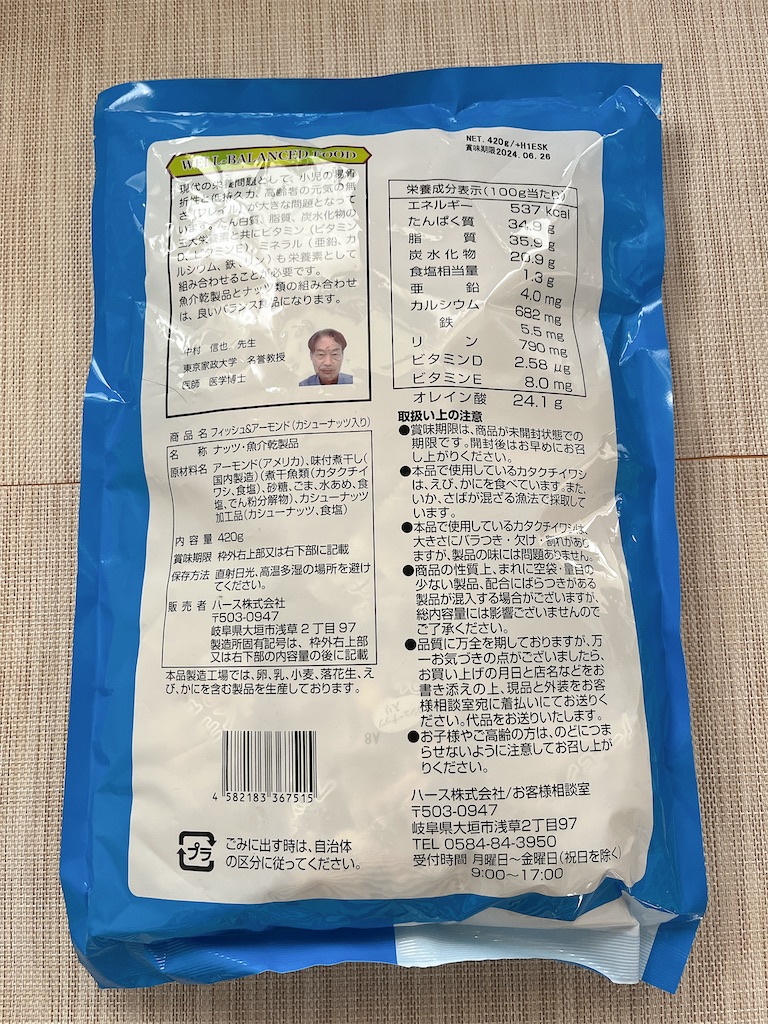 NET. 420g/+H1ESK
賞味期限2024.06.26
WELL-BALANCED FOOD
現代の栄養問題として、小児の
折性と低持久力、高齢者の元気の無
さ(フレイル)が大きな問題となって
います。たん白質、脂質、炭水化物の
三大栄養素と共にビタミン(ビタミン
D、ビタミンE)、ミネラル(亜鉛、カ
ルシウム、鉄、リン)も栄養素として
組み合わせることが必要です。
魚介乾製品とナッツ類の組み合わせ
は、良いバランス食品になります。
中村 信也 先生
東京家政大学 名誉教授
医師 医学博士
商品名 フィッシュ&アーモンド(カシューナッツ入り)
名称 ナッツ・魚介乾製品
原材料名 アーモンド(アメリカ)、味付煮干し(
国内製造)(煮干魚類(カタクチイ
ワシ、食塩)、砂糖、ごま、水あめ、食
塩、でん粉分解物)、カシューナッツ
加工品(カシューナッツ、食塩)
内容量 420g
賞味期限 枠外右上部又は右下部に記載
保存方法 直射日光、高温多湿の場所を避け
てください。
販売者 ハース株式会社
〒503-0947
岐阜県大垣市浅草2丁目97
製造所固有記号は、枠外右上部
又は右下部の内容量の後に記載
本品製造工場では、卵、乳、小麦、落花生、え
び、かにを含む製品を生産しております。
4 582183 367515
プラ
ごみに出す時は、自治体
の区分に従ってください。
栄養成分表示(100g当たり)
エネルギー 537 kcal
たんぱく質 34.9 g
脂質 35.9 g
炭水化物 20.9 g
食塩相当量 1.3 g
亜鉛 4.0 mg
カルシウム 682 mg
鉄 5.5 mg
リン 790 mg
ビタミンD 2.58 μg
ビタミンE 8.0 mg
オレイン酸 24.1 g
取扱い上の注意
●賞味期限は、商品が未開封状態での
期限です。開封後はお早めにお召
し上がりください。
●本品で使用しているカタクチイワシ
は、えび、かにを食べています。また、
いか、さばが混ざる漁法で採取して
います。
●本品で使用しているカタクチイワシは、
大きさにバラつき・欠け・割れがあり
ますが、製品の味には問題ありません。
●商品の性質上、まれに空袋・量目の
少ない製品、配合にばらつきがある
製品が混入する場合がございますが、
総内容量には影響ございませんので
ご了承ください。
●品質に万全を期しておりますが、万
一お気づきの点がございましたら、
お買い上げの月日と店名などをお
書き添えの上、現品と外装をお客
様相談室宛に着払いにてお送りく
ださい。代品をお送りいたします。
●お子様やご高齢の方は、のどにつま
らせないように注意してお召し上が
りください。
ハース株式会社/お客様相談室
〒503-0947
岐阜県大垣市浅草2丁目97
TEL 0584-84-3950
受付時間 月曜日~金曜日(祝日を除く)
9:00~17:00